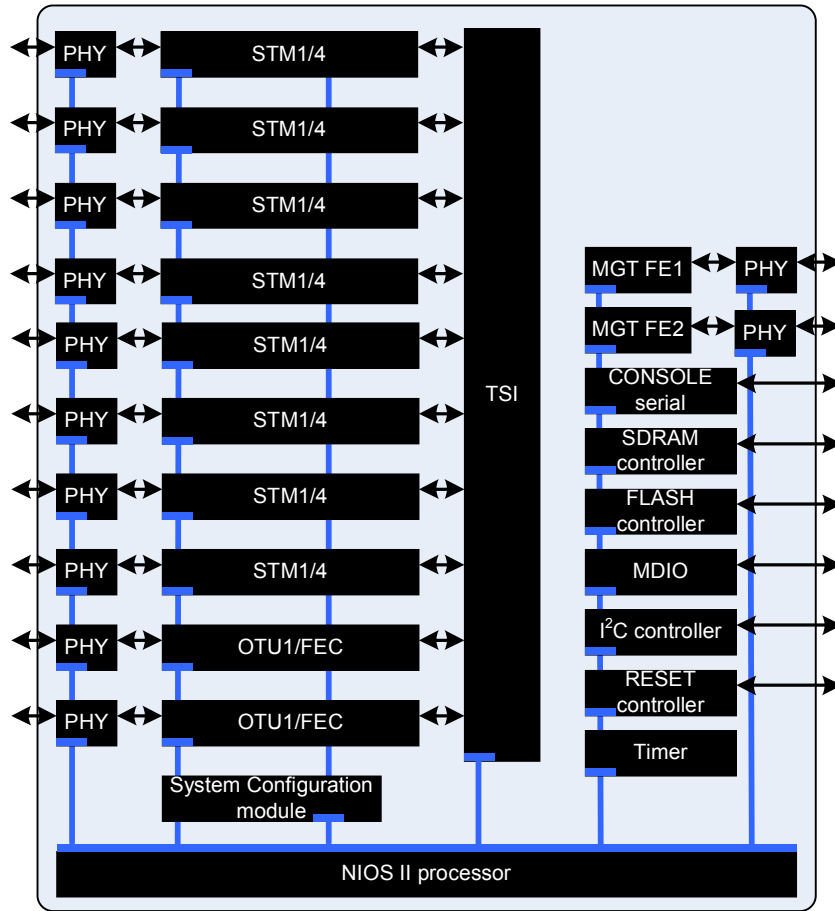 PHY
STM1/4
PHY
STM1/4
PHY
STM1/4
PHY
STM1/4
PHY
STM1/4
PHY
STM1/4
PHY
STM1/4
PHY
STM1/4
PHY
OTU1/FEC
PHY
OTU1/FEC
System Configuration
module
TSI
MGT FE1
PHY
MGT FE2
PHY
CONSOLE
serial
SDRAM
controller
FLASH
controller
MDIO
I²C controller
RESET
controller
Timer
NIOS II processor